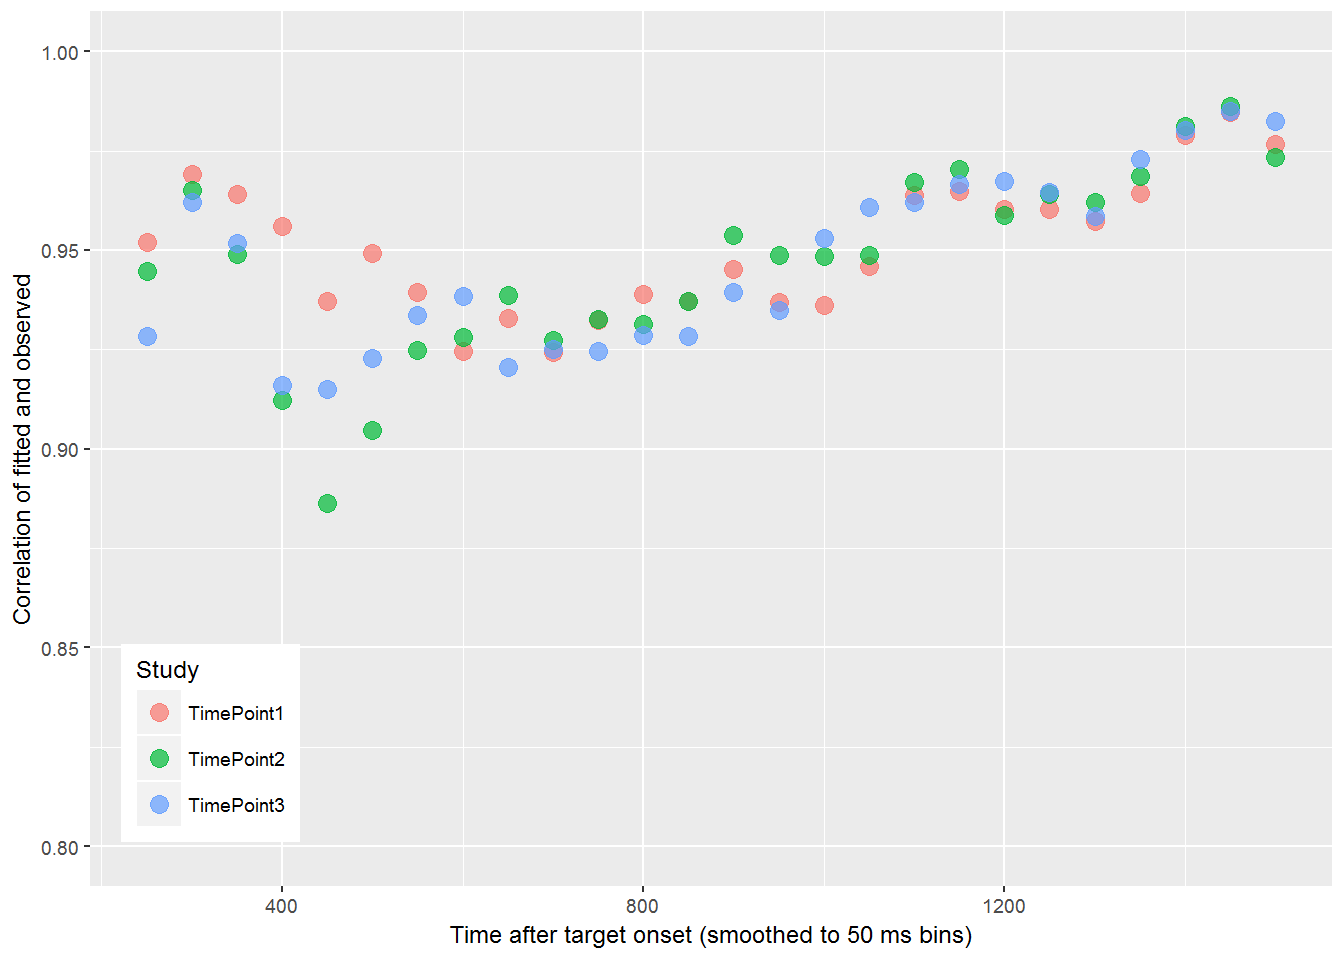 1.00
0.95
0.90
0.85
0.80
Correlation of fitted and observed
Study
TimePoint1
TimePoint2
TimePoint3
400
800
1200
Time after target onset (smoothed to 50 ms bins)